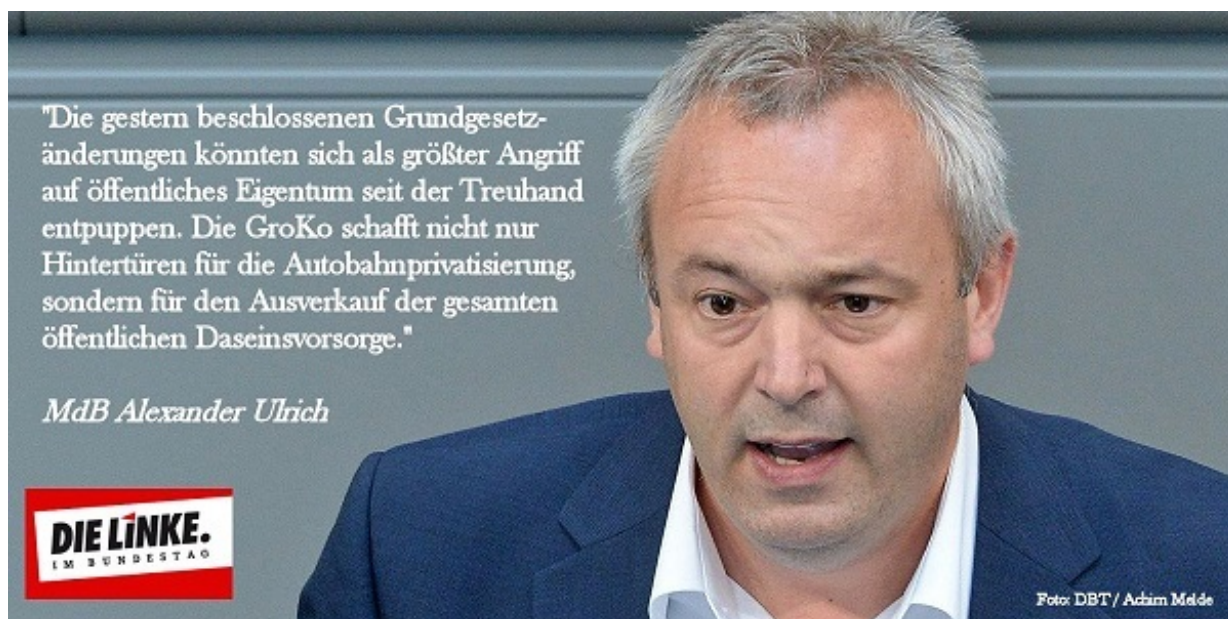 "Die gestern beschlossenen Grundgesetz-
änderungen könnten sich als größter Angriff
auf öffentliches Eigentum seit der Treuhand
entpuppen. Die GroKo schafft nicht nur
Hintertüren für die Autobahnprivatisierung,
sondern für den Ausverkauf der gesamten
öffentlichen Daseinsvorsorge."
MdB Alexander Ulrich
DIE LINKE.
IM BUNDESTAG
Foto: DBT / Achim Melde